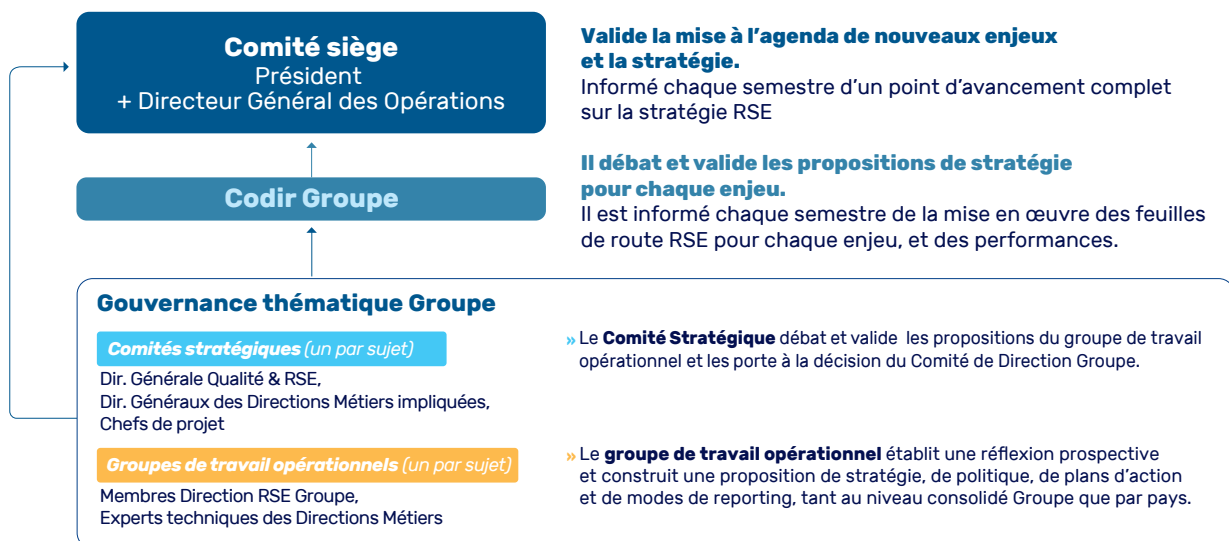 Comité siège
Président
+ Directeur Général des Opérations
Valide la mise à l’agenda de nouveaux enjeux
et la stratégie.
Informé chaque semestre d’un point d’avancement complet
sur la stratégie RSE
Codir Groupe
Il débat et valide les propositions de stratégie
pour chaque enjeu.
Il est informé chaque semestre de la mise en œuvre des feuilles
de route RSE pour chaque enjeu, et des performances.
Gouvernance thématique Groupe
Comités stratégiques (un par sujet)
Dir. Générale Qualité & RSE,
Dir. Généraux des Directions Métiers impliquées,
Chefs de projet
» Le Comité Stratégique débat et valide les propositions du groupe de travail
opérationnel et les porte à la décision du Comité de Direction Groupe.
Groupes de travail opérationnels (un par sujet)
Membres Direction RSE Groupe,
Experts techniques des Directions Métiers
» Le groupe de travail opérationnel établit une réflexion prospective
et construit une proposition de stratégie, de politique, de plans d’action
et de modes de reporting, tant au niveau consolidé Groupe que par pays.